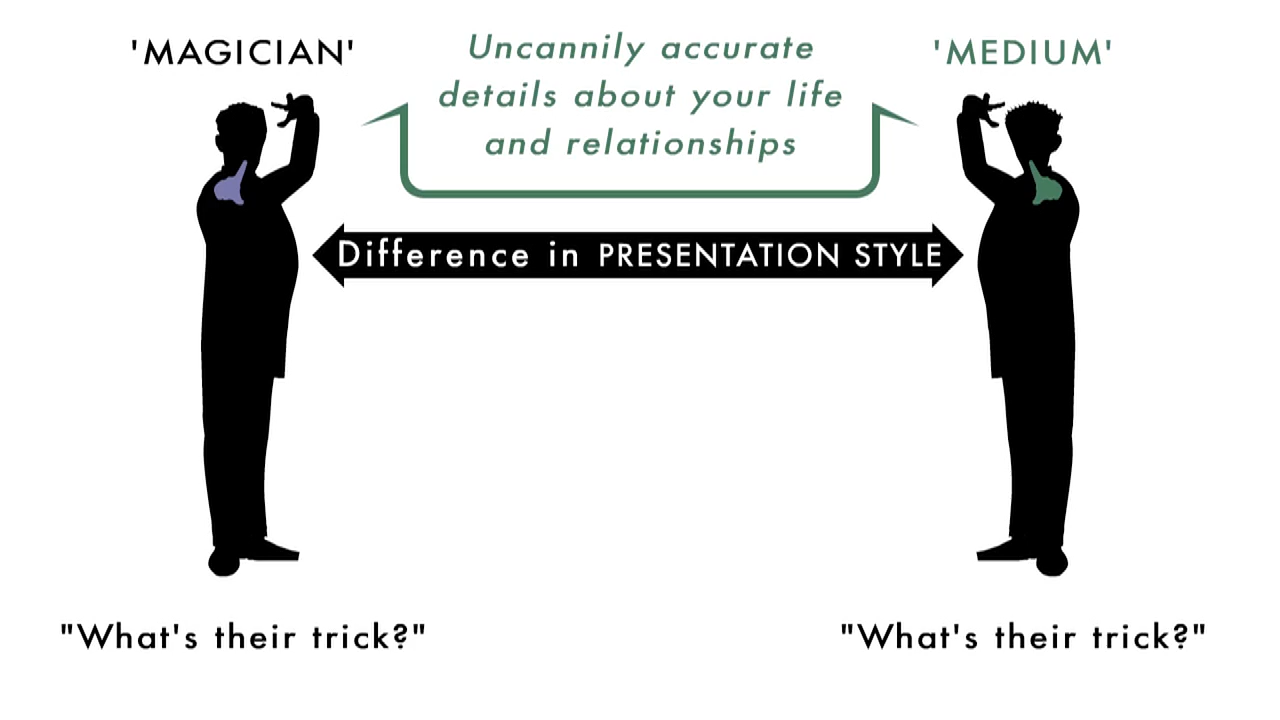 'MAGICIAN'
Uncannily accurate
details about your life
and relationships
'MEDIUM'
Difference in PRESENTATION STYLE
"What's their trick?"
"What's their trick?"